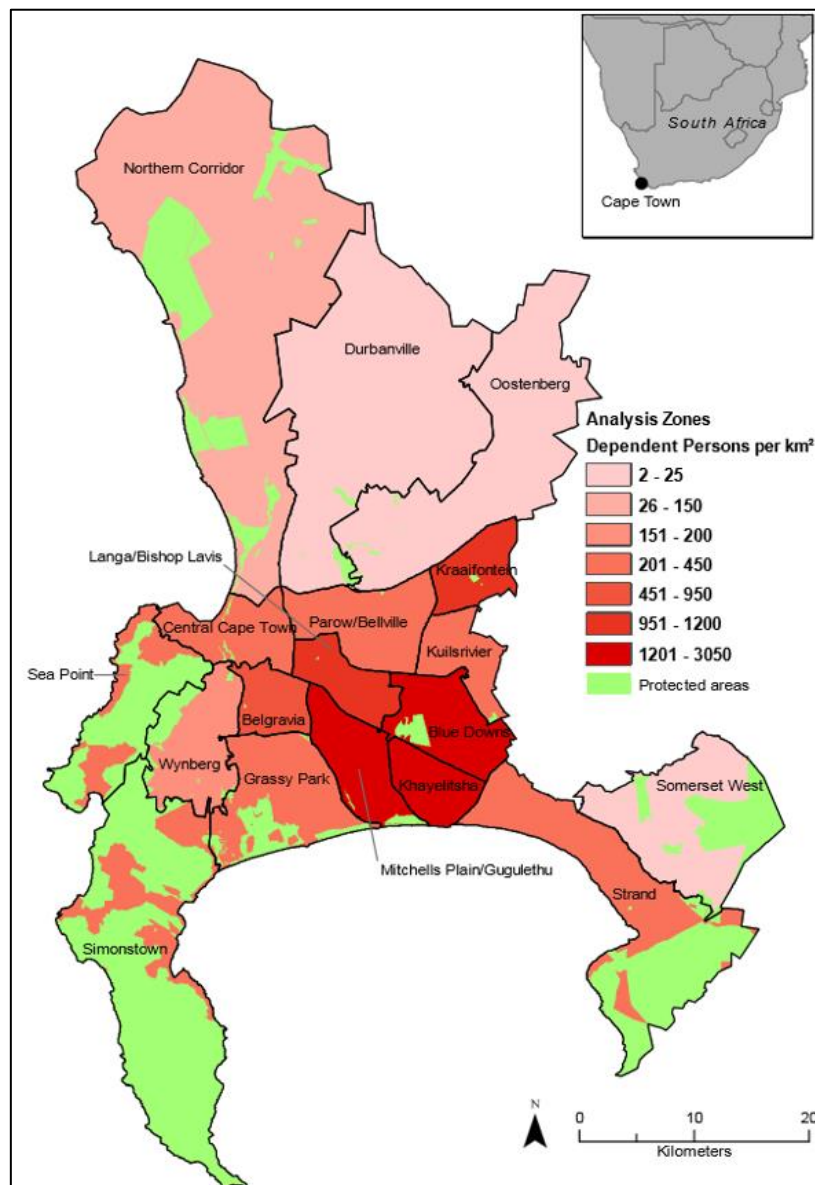 South Africa
Cape Town
Northern Corridor
Durbanville
Oostenberg
Analysis Zones
Dependent Persons per km²
2 - 25
26 - 150
151 - 200
201 - 450
451 - 950
951 - 1200
1201 - 3050
Protected areas
Langa/Bishop Lavis
Kraaifontein
Central Cape Town
Parow/Bellville
Kuilsrivier
Sea Point
Belgravia
Blue Downs
Wynberg
Grassy Park
Khayelitsha
Somerset West
Mitchells Plain/Gugulethu
Strand
Simonstown
N
0 10 20
Kilometers